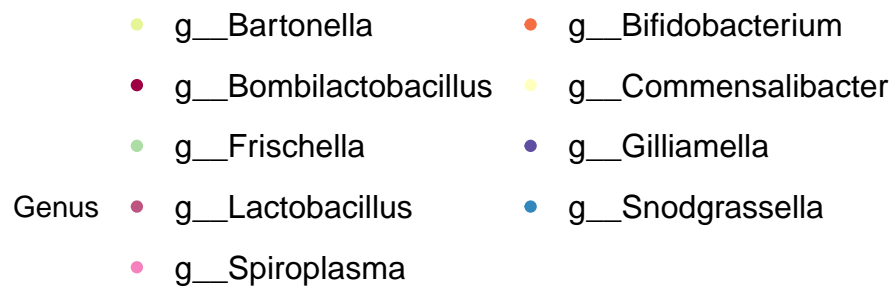 g__Bartonella g__Bifidobacterium
g__Bombilactobacillus g__Commensalibacter
g__Frischella g__Gilliamella
Genus g__Lactobacillus g__Snodgrassella
g__Spiroplasma